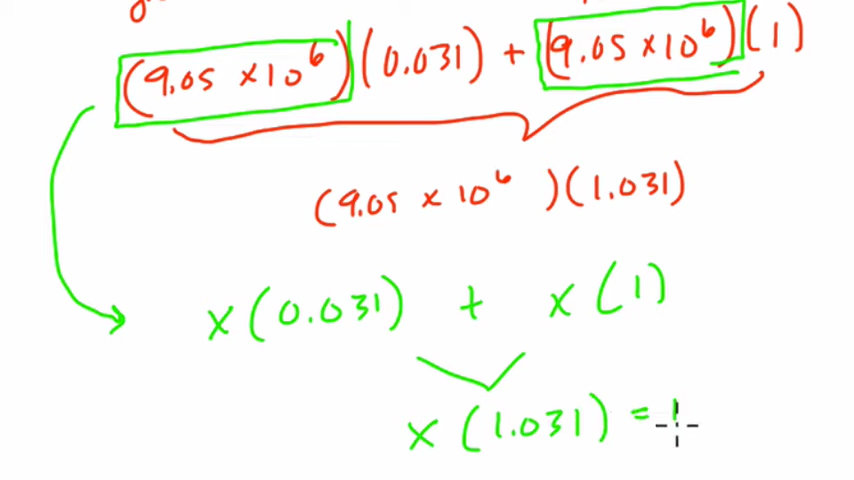 (9.05 × 10⁶)(0.031) + (9.05 × 10⁶)(1)
(9.05 × 10⁶ )(1.031)
x(0.031) + x(1)
x(1.031) =